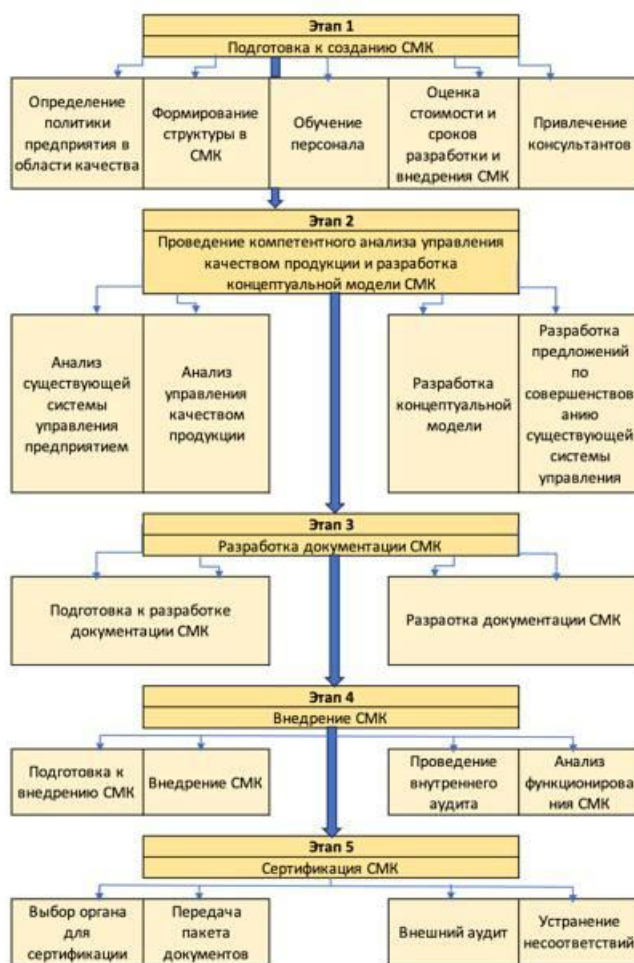 Этап 1
Подготовка к созданию СМК
Определение
политики
предприятия в
области качества
Формирование
структуры в
СМК
Обучение
персонала
Оценка
стоимости и
сроков
разработки и
внедрения СМК
Привлечение
консультантов
Этап 2
Проведение компетентного анализа управления
качеством продукции и разработка
концептуальной модели СМК
Анализ
существующей
системы
управления
предприятием
Анализ
управления
качеством
продукции
Разработка
концептуальной
модели
Разработка
предложений
по
совершенствов
анию
существующей
системы
управления
Этап 3
Разработка документации СМК
Подготовка к разработке
документации СМК
Разраотка документации СМК
Этап 4
Внедрение СМК
Подготовка к
внедрению СМК
Внедрение СМК
Проведение
внутреннего
аудита
Анализ
функционирова
ния СМК
Этап 5
Сертификация СМК
Выбор органа
для
сертификации
Передача
пакета
документов
Внешний аудит
Устранение
несоответствий